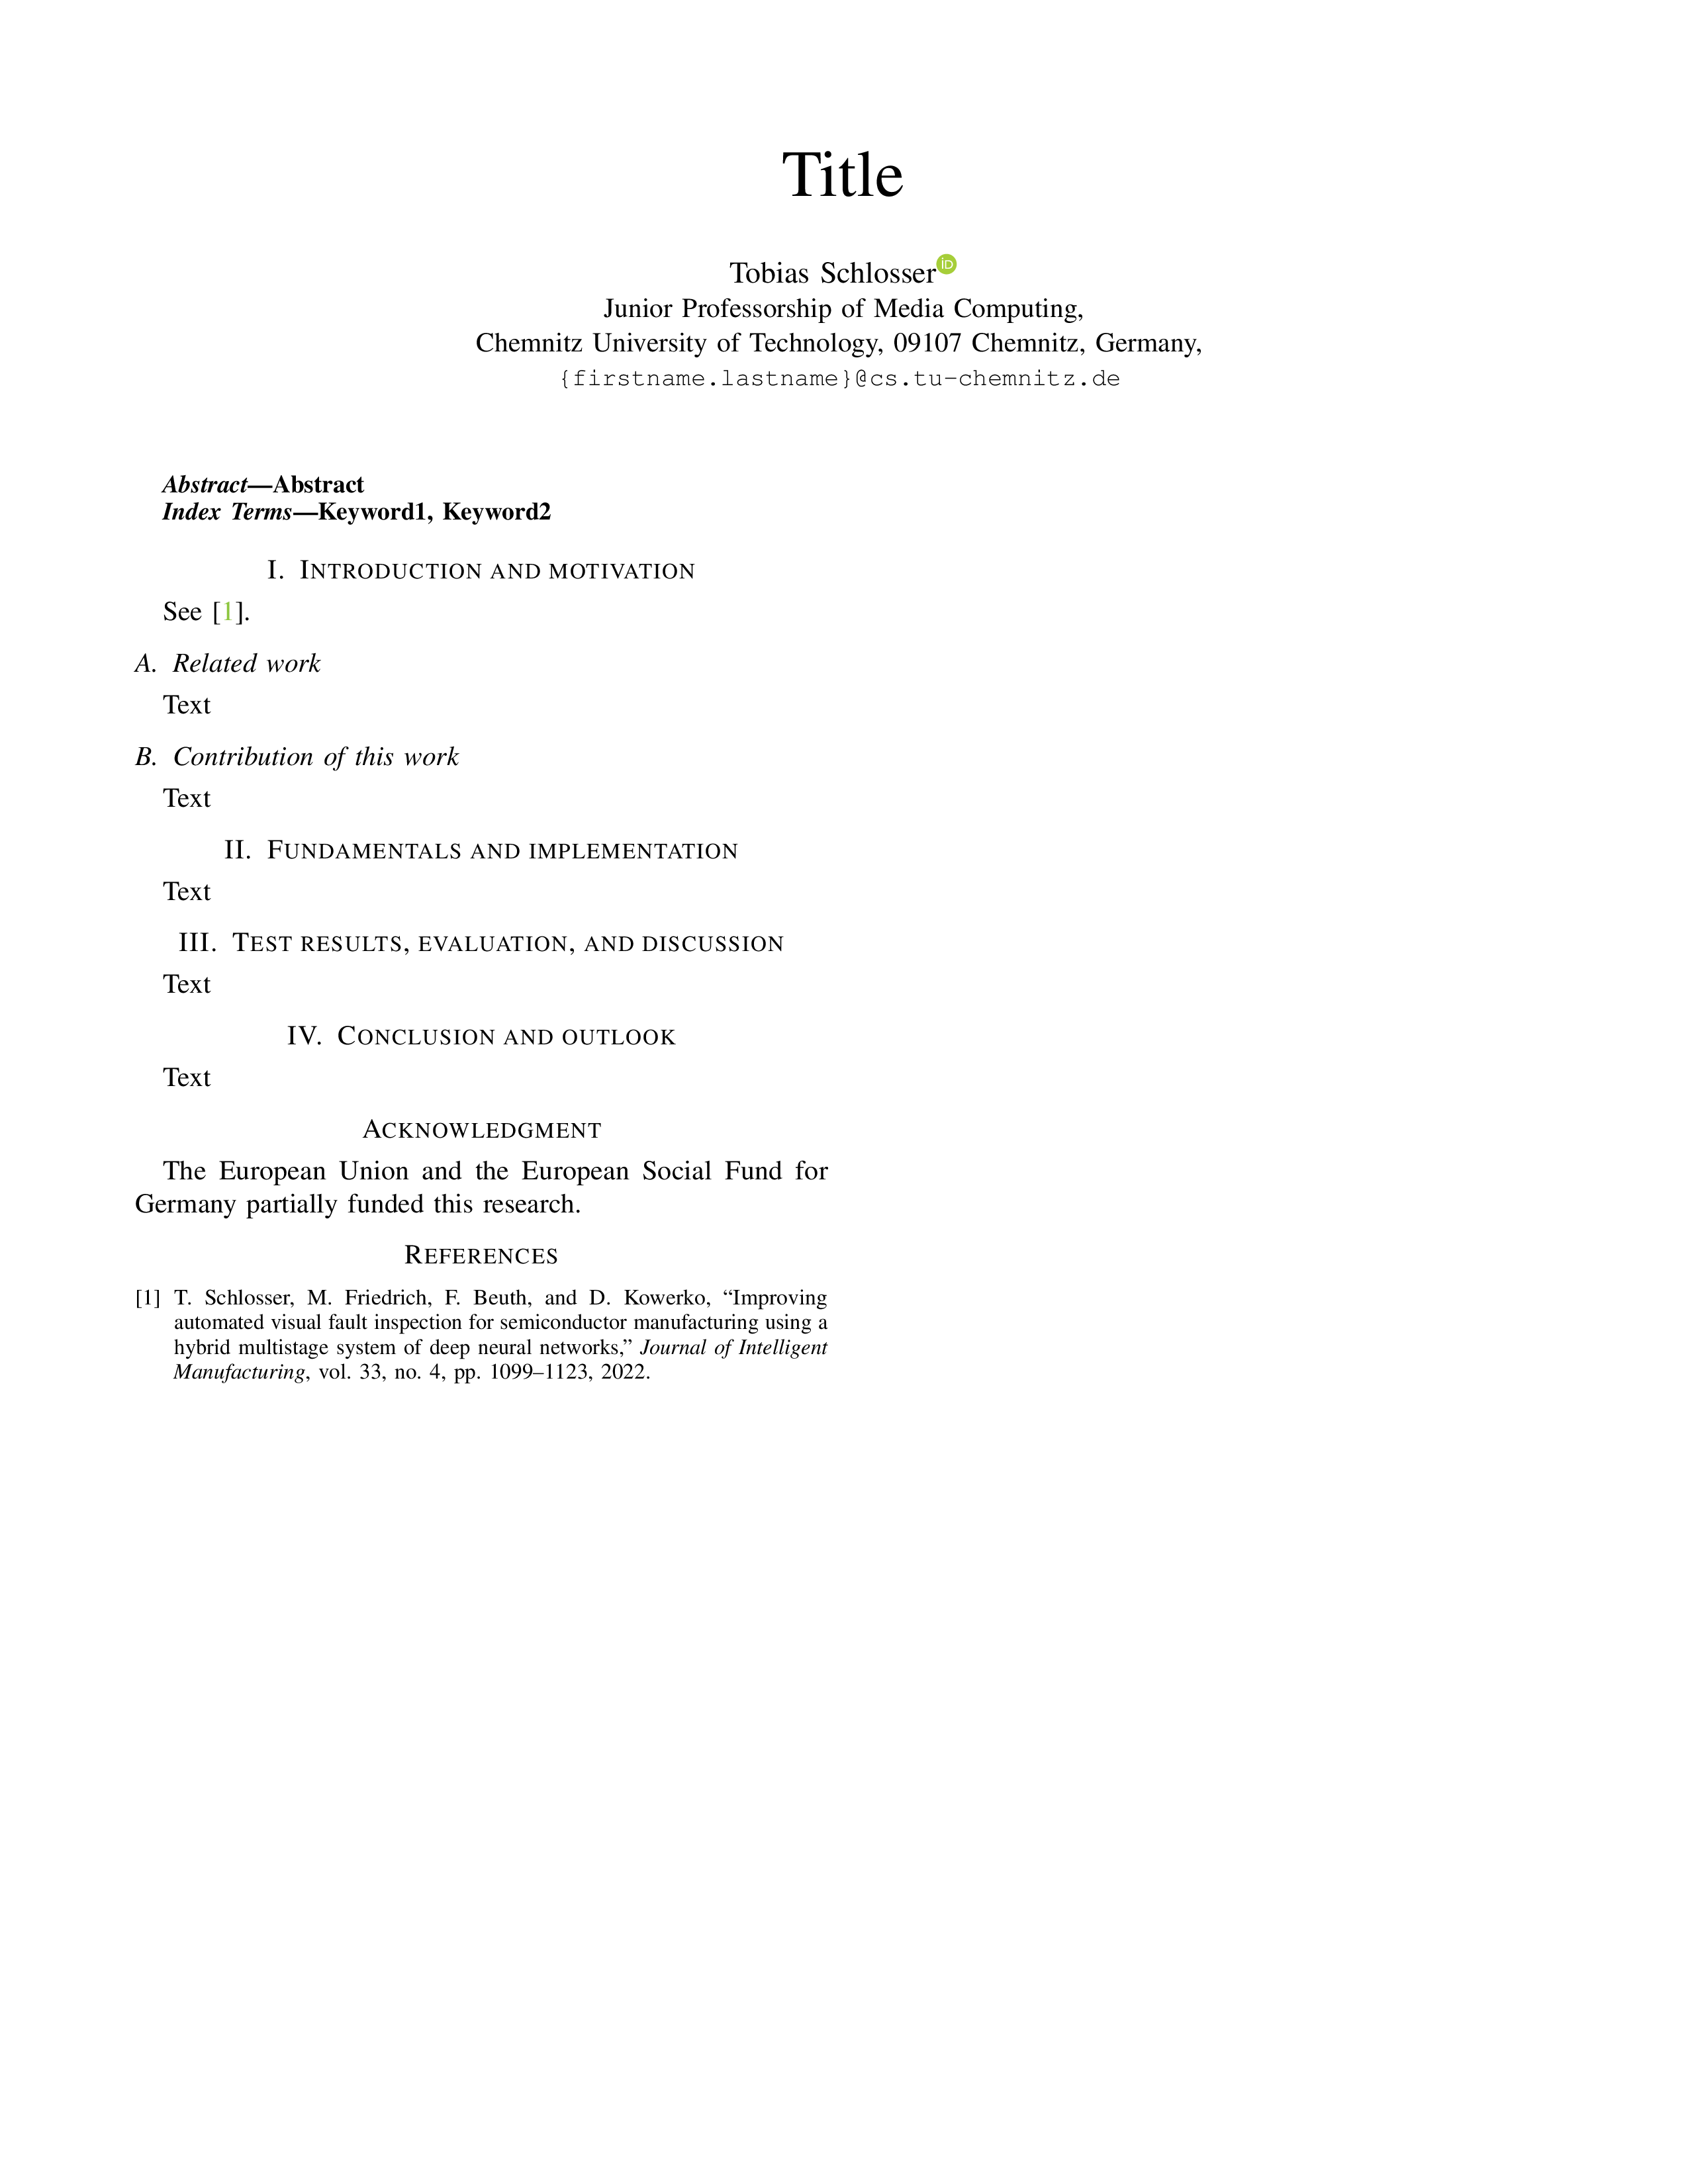 Title
Tobias Schlosser iD
Junior Professorship of Media Computing,
Chemnitz University of Technology, 09107 Chemnitz, Germany,
{firstname.lastname}@cs.tu-chemnitz.de
Abstract—Abstract
Index Terms—Keyword1, Keyword2
I. INTRODUCTION AND MOTIVATION
See [1].
A. Related work
Text
B. Contribution of this work
Text
II. FUNDAMENTALS AND IMPLEMENTATION
Text
III. TEST RESULTS, EVALUATION, AND DISCUSSION
Text
IV. CONCLUSION AND OUTLOOK
Text
ACKNOWLEDGMENT
The European Union and the European Social Fund for
Germany partially funded this research.
REFERENCES
[1] T. Schlosser, M. Friedrich, F. Beuth, and D. Kowerko, “Improving
automated visual fault inspection for semiconductor manufacturing using a
hybrid multistage system of deep neural networks,” Journal of Intelligent
Manufacturing, vol. 33, no. 4, pp. 1099–1123, 2022.